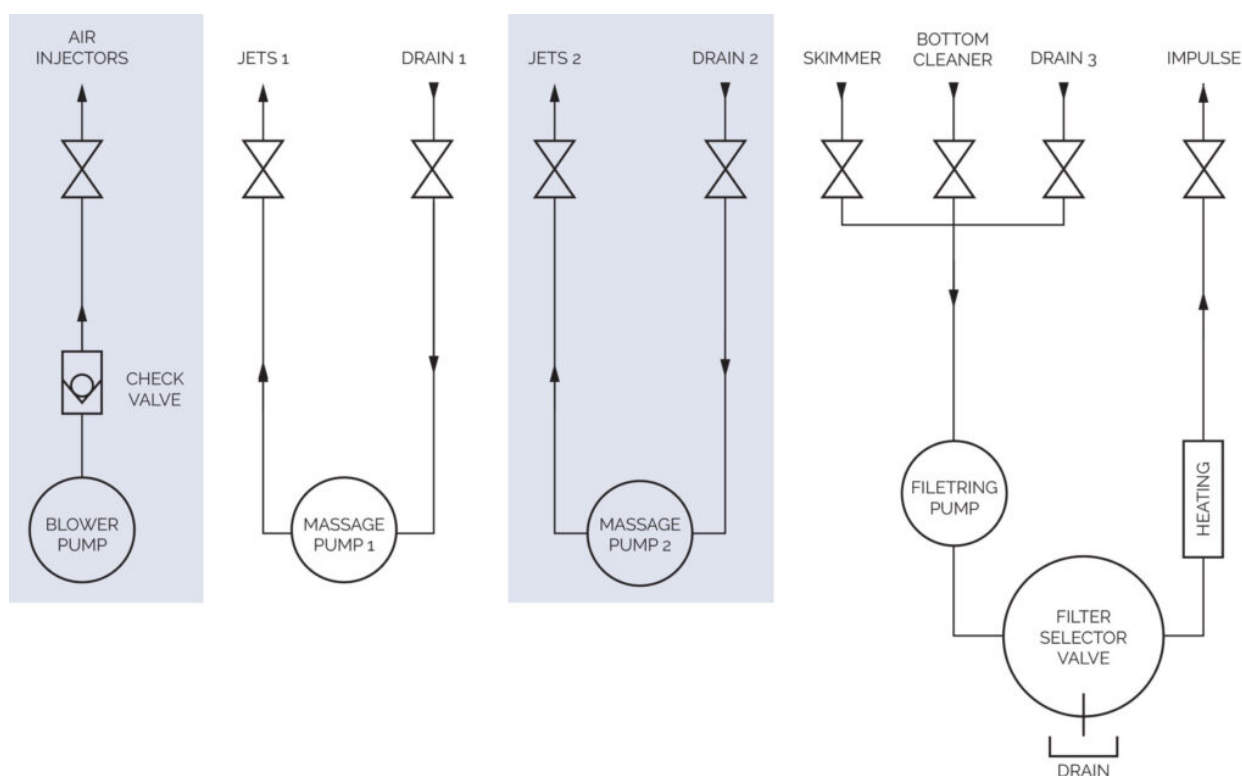 AIR
INJECTORS
JETS 1
DRAIN 1
JETS 2
DRAIN 2
SKIMMER
BOTTOM
CLEANER
DRAIN 3
IMPULSE
CHECK
VALVE
BLOWER
PUMP
MASSAGE
PUMP 1
MASSAGE
PUMP 2
FILETRING
PUMP
HEATING
FILTER
SELECTOR
VALVE
DRAIN